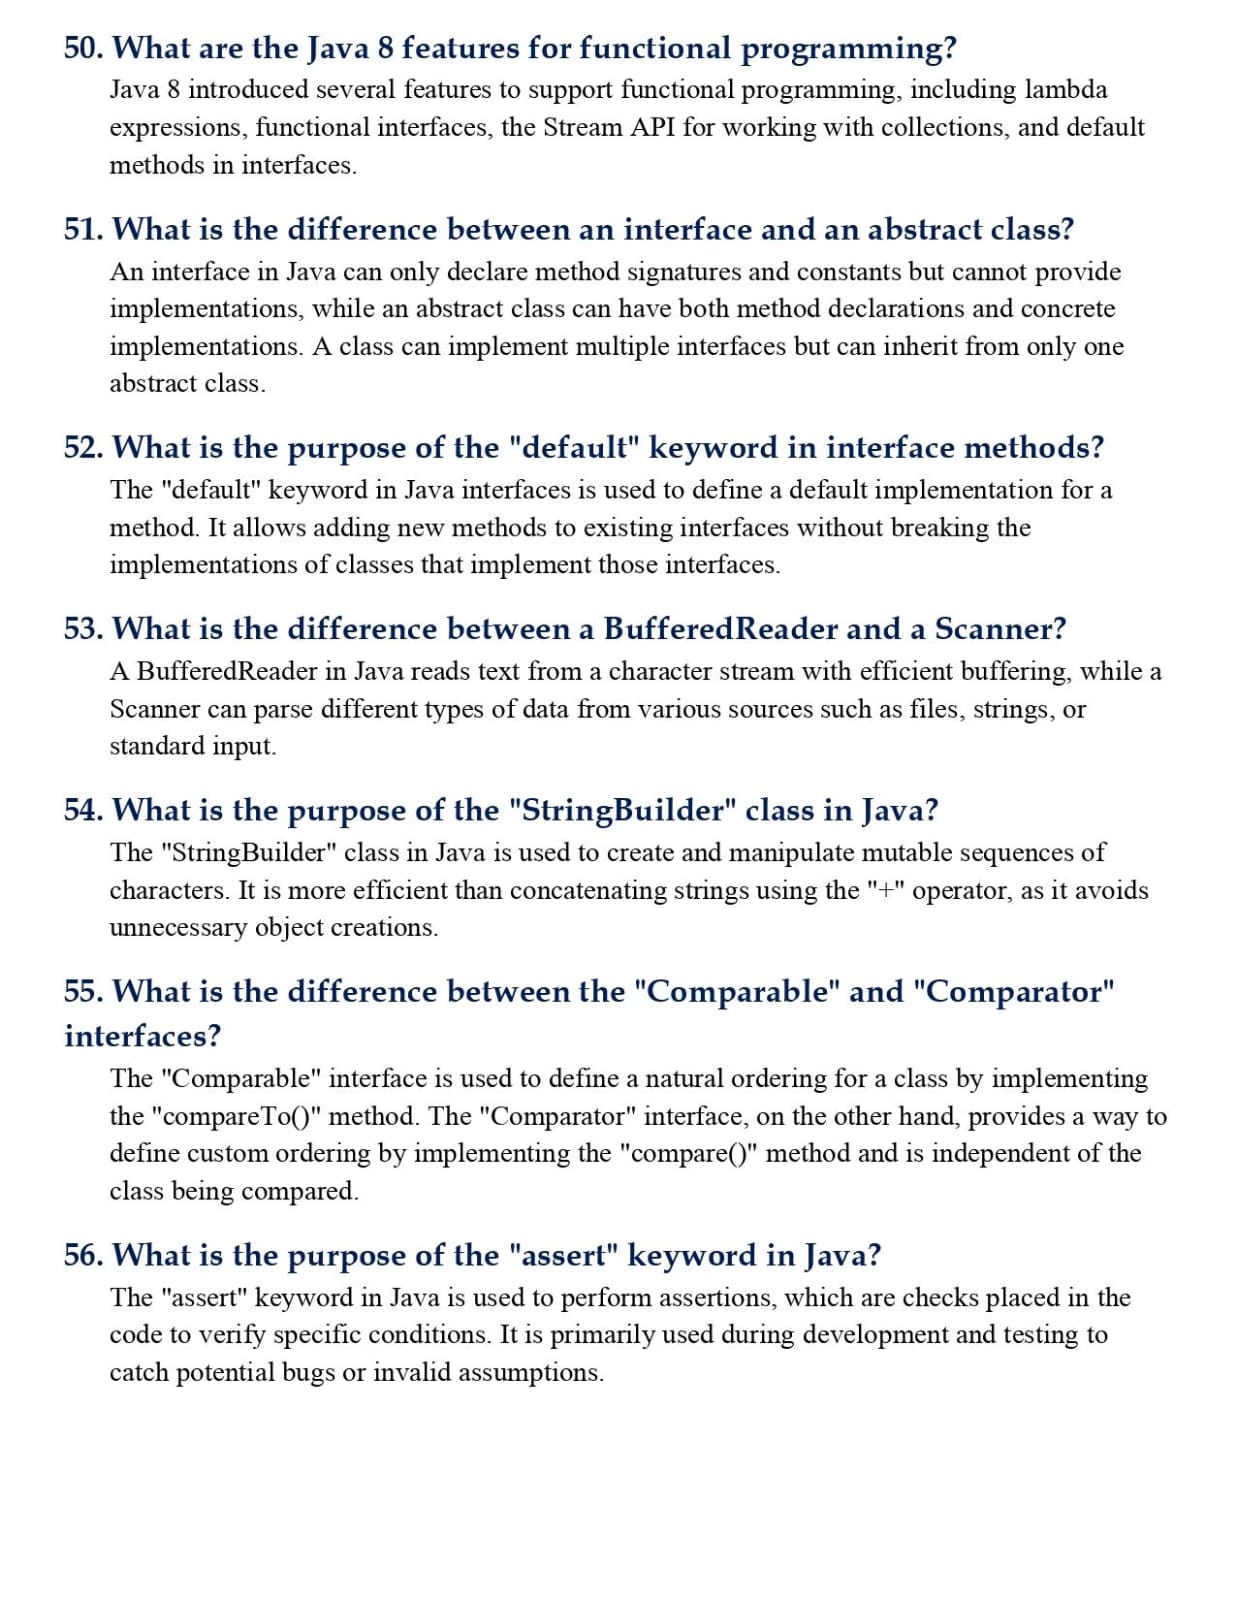 50. What are the Java 8 features for functional programming?
Java 8 introduced several features to support functional programming, including lambda
expressions, functional interfaces, the Stream API for working with collections, and default
methods in interfaces.
51. What is the difference between an interface and an abstract class?
An interface in Java can only declare method signatures and constants but cannot provide
implementations, while an abstract class can have both method declarations and concrete
implementations. A class can implement multiple interfaces but can inherit from only one
abstract class.
52. What is the purpose of the "default" keyword in interface methods?
The "default" keyword in Java interfaces is used to define a default implementation for a
method. It allows adding new methods to existing interfaces without breaking the
implementations of classes that implement those interfaces.
53. What is the difference between a BufferedReader and a Scanner?
A BufferedReader in Java reads text from a character stream with efficient buffering, while a
Scanner can parse different types of data from various sources such as files, strings, or
standard input.
54. What is the purpose of the "StringBuilder" class in Java?
The "StringBuilder" class in Java is used to create and manipulate mutable sequences of
characters. It is more efficient than concatenating strings using the "+" operator, as it avoids
unnecessary object creations.
55. What is the difference between the "Comparable" and "Comparator"
interfaces?
The "Comparable" interface is used to define a natural ordering for a class by implementing
the "compareTo()" method. The "Comparator" interface, on the other hand, provides a way to
define custom ordering by implementing the "compare()" method and is independent of the
class being compared.
56. What is the purpose of the "assert" keyword in Java?
The "assert" keyword in Java is used to perform assertions, which are checks placed in the
code to verify specific conditions. It is primarily used during development and testing to
catch potential bugs or invalid assumptions.